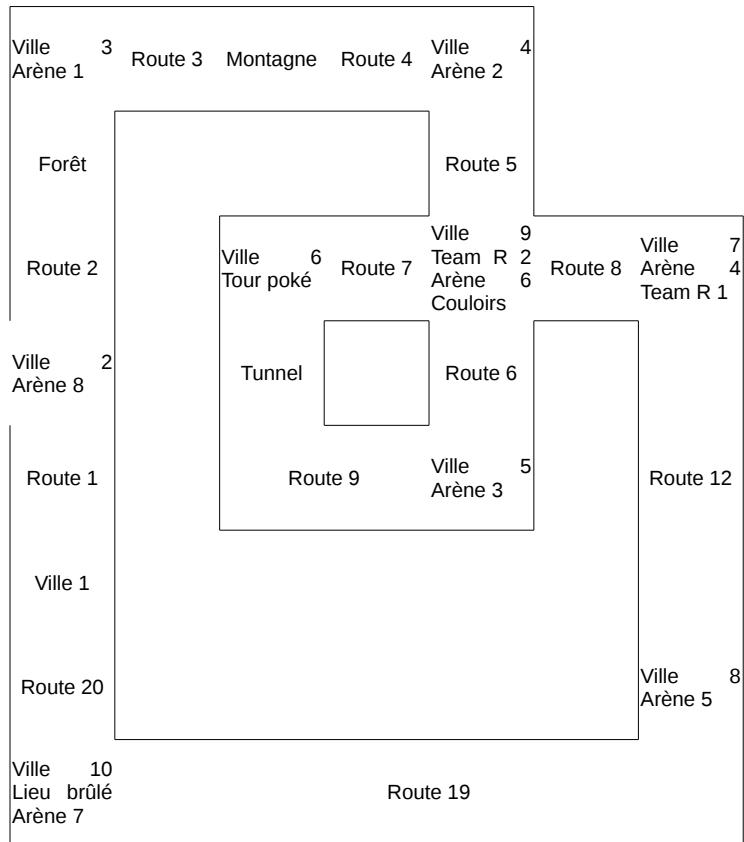 Ville 3
Arène 1
Route 3
Montagne
Route 4
Ville 4
Arène 2
Forêt
Route 5
Route 2
Ville 6
Tour poké
Route 7
Ville 9
Team R 2
Arène 6
Couloirs
Route 8
Ville 7
Arène 4
Team R 1
Ville 2
Arène 8
Tunnel
Route 6
Route 1
Route 9
Ville 5
Arène 3
Route 12
Ville 1
Route 20
Ville 8
Arène 5
Ville 10
Lieu brûlé
Arène 7
Route 19